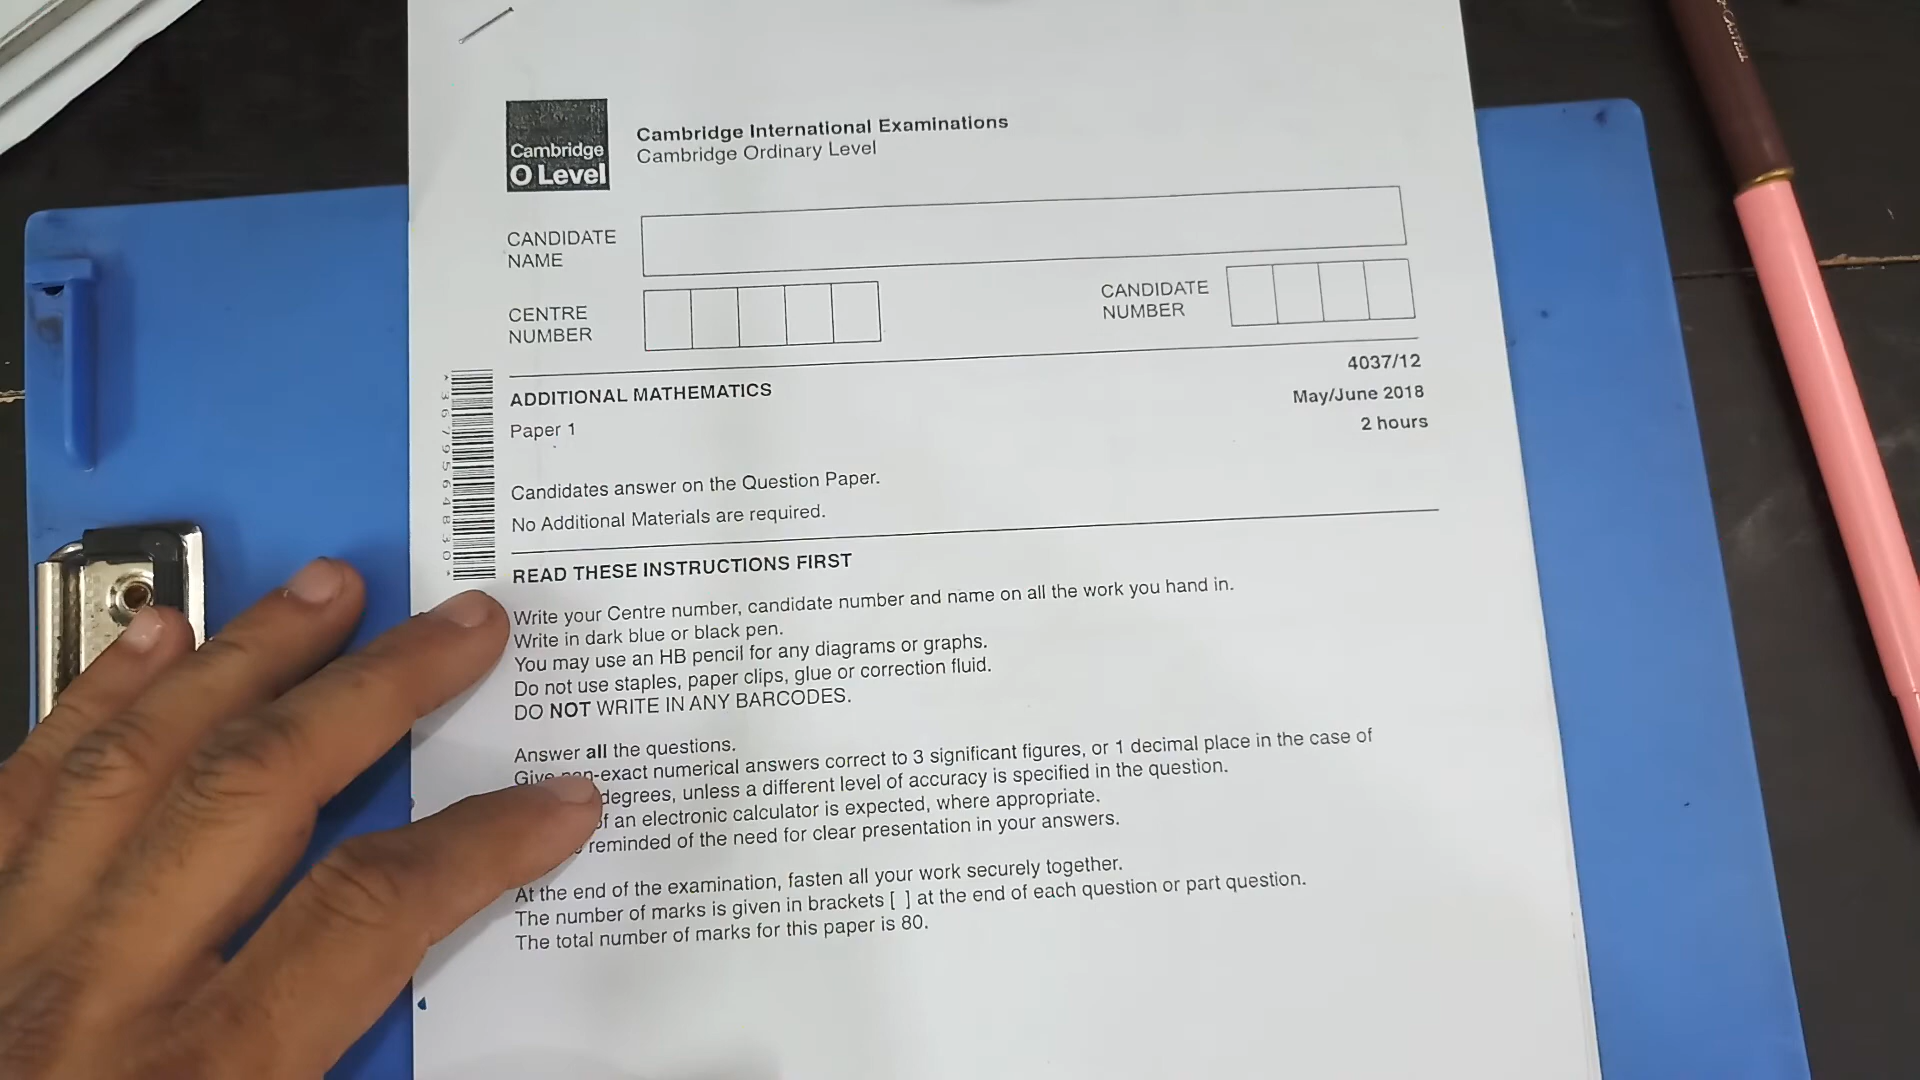 Cambridge
O Level
Cambridge International Examinations
Cambridge Ordinary Level
CANDIDATE
NAME
CENTRE
NUMBER
CANDIDATE
NUMBER
*3679564830*
ADDITIONAL MATHEMATICS
4037/12
Paper 1
May/June 2018
2 hours
Candidates answer on the Question Paper.
No Additional Materials are required.
READ THESE INSTRUCTIONS FIRST
Write your Centre number, candidate number and name on all the work you hand in.
Write in dark blue or black pen.
You may use an HB pencil for any diagrams or graphs.
Do not use staples, paper clips, glue or correction fluid.
DO NOT WRITE IN ANY BARCODES.
Answer all the questions.
Give non-exact numerical answers correct to 3 significant figures, or 1 decimal place in the case of
degrees, unless a different level of accuracy is specified in the question.
of an electronic calculator is expected, where appropriate.
reminded of the need for clear presentation in your answers.
At the end of the examination, fasten all your work securely together.
The number of marks is given in brackets [ ] at the end of each question or part question.
The total number of marks for this paper is 80.